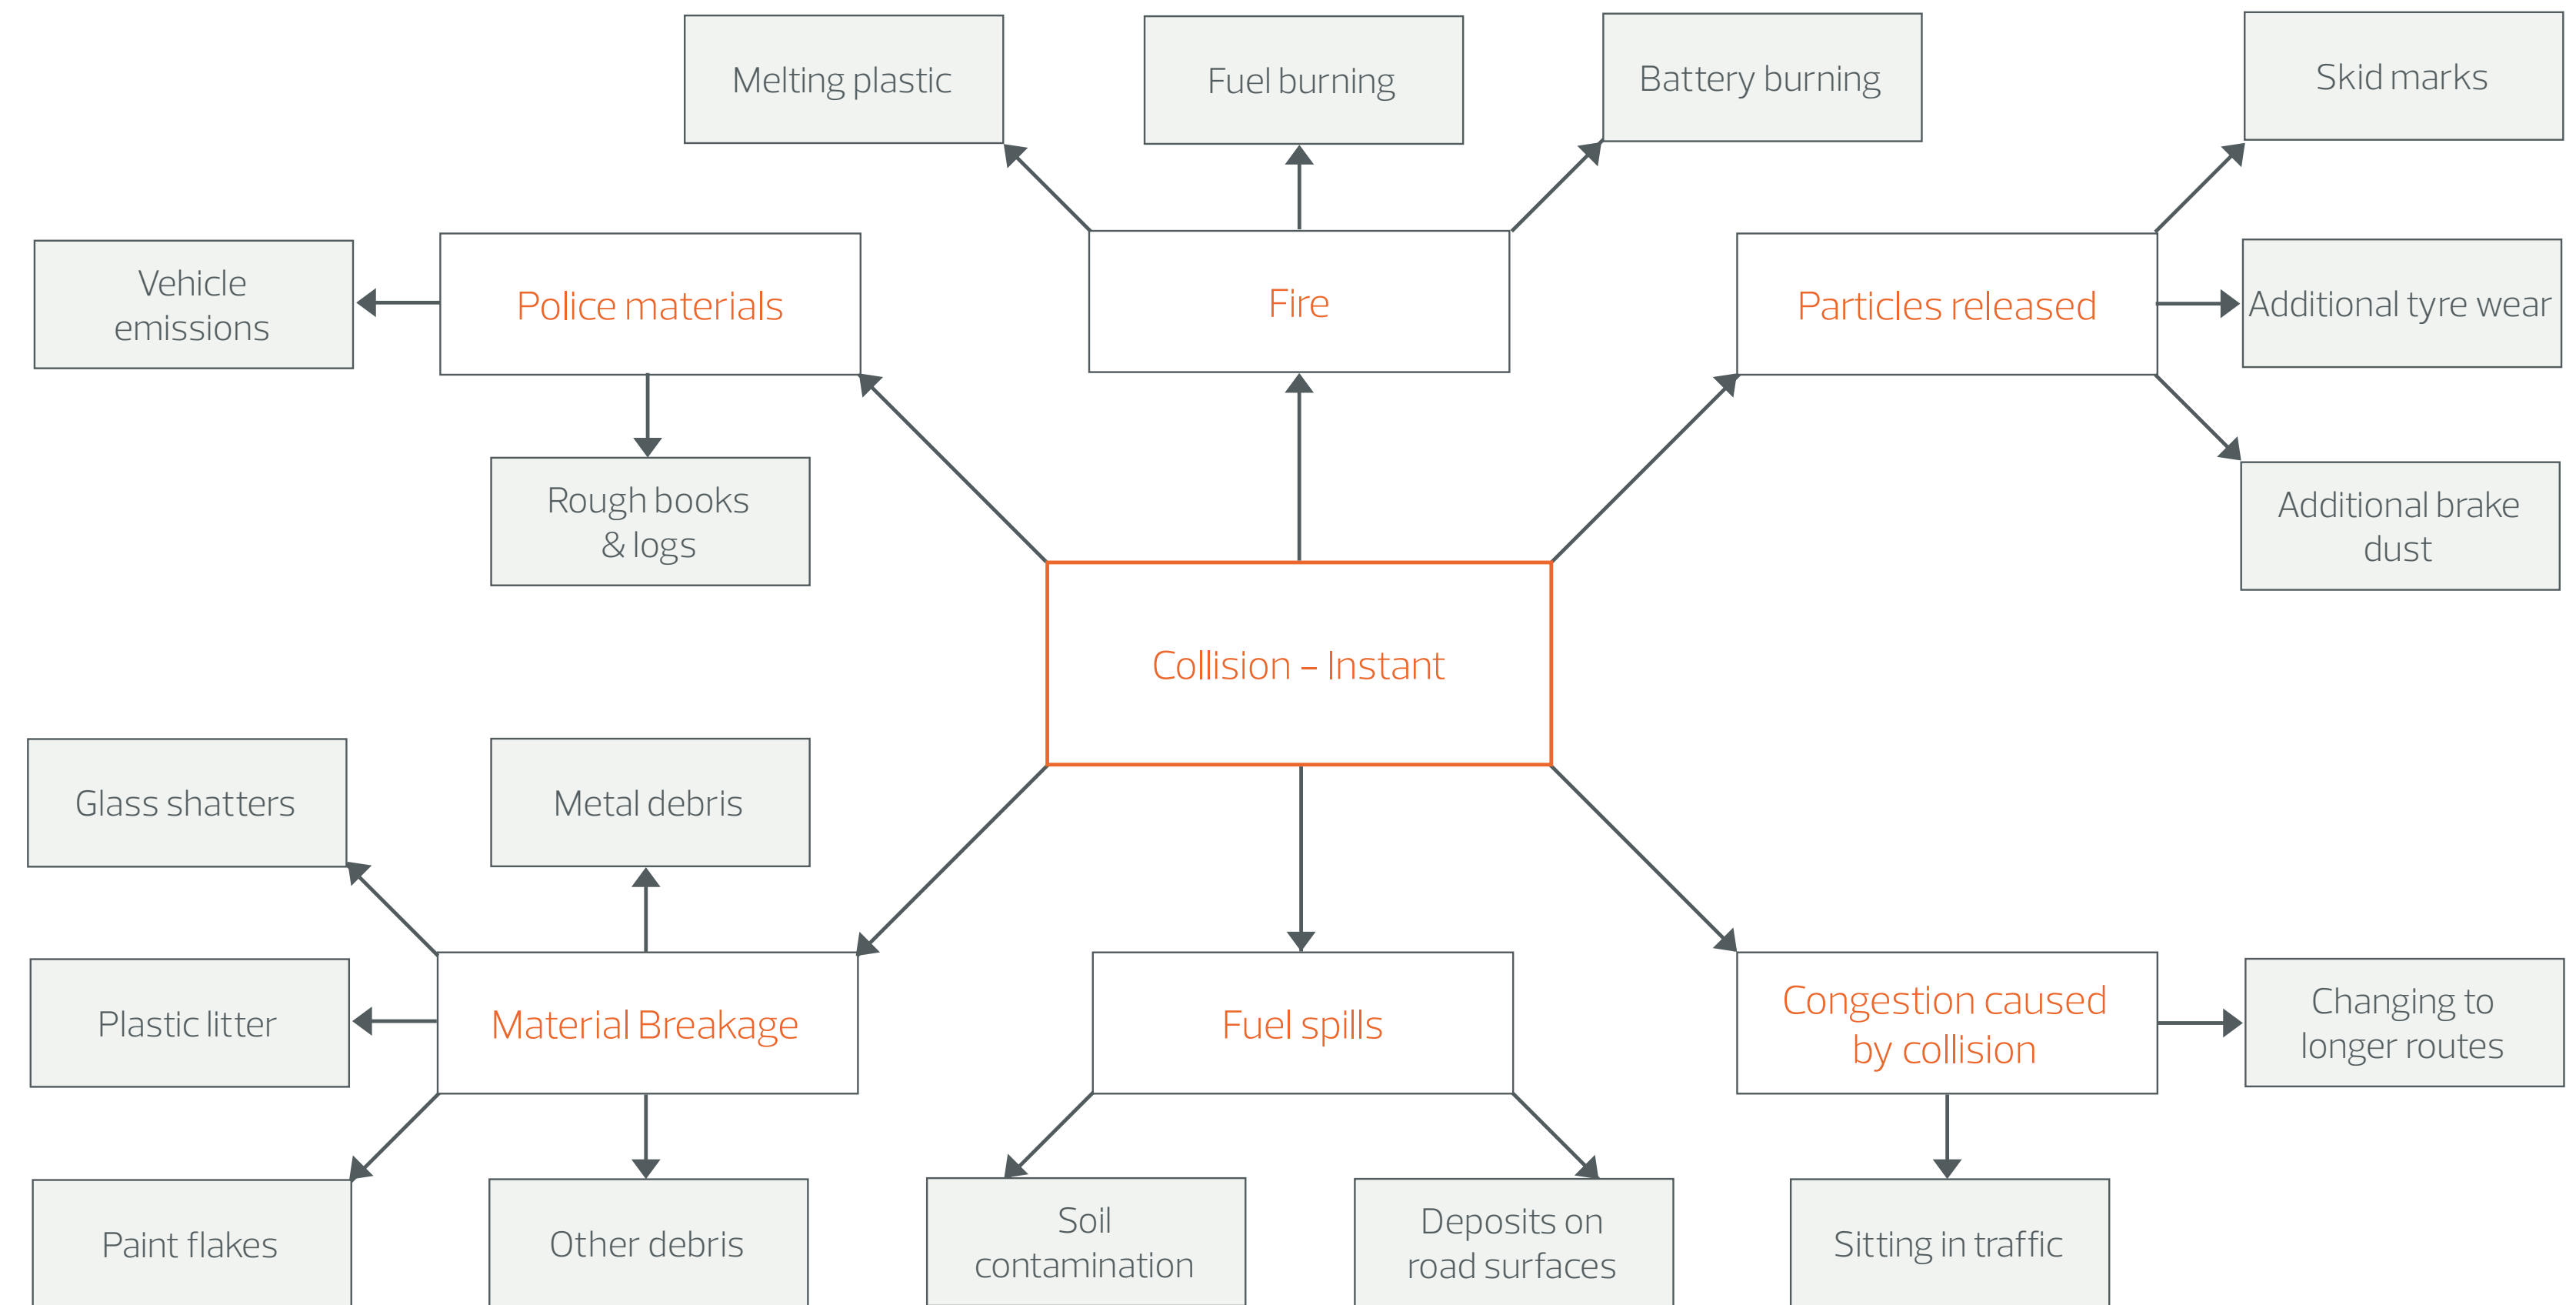 Melting plastic
Fuel burning
Battery burning
Skid marks
Vehicle
emissions
Police materials
Fire
Particles released
Additional tyre wear
Rough books
& logs
Additional brake
dust
Collision – Instant
Glass shatters
Metal debris
Plastic litter
Material Breakage
Fuel spills
Congestion caused
by collision
Changing to
longer routes
Paint flakes
Other debris
Soil
contamination
Deposits on
road surfaces
Sitting in traffic